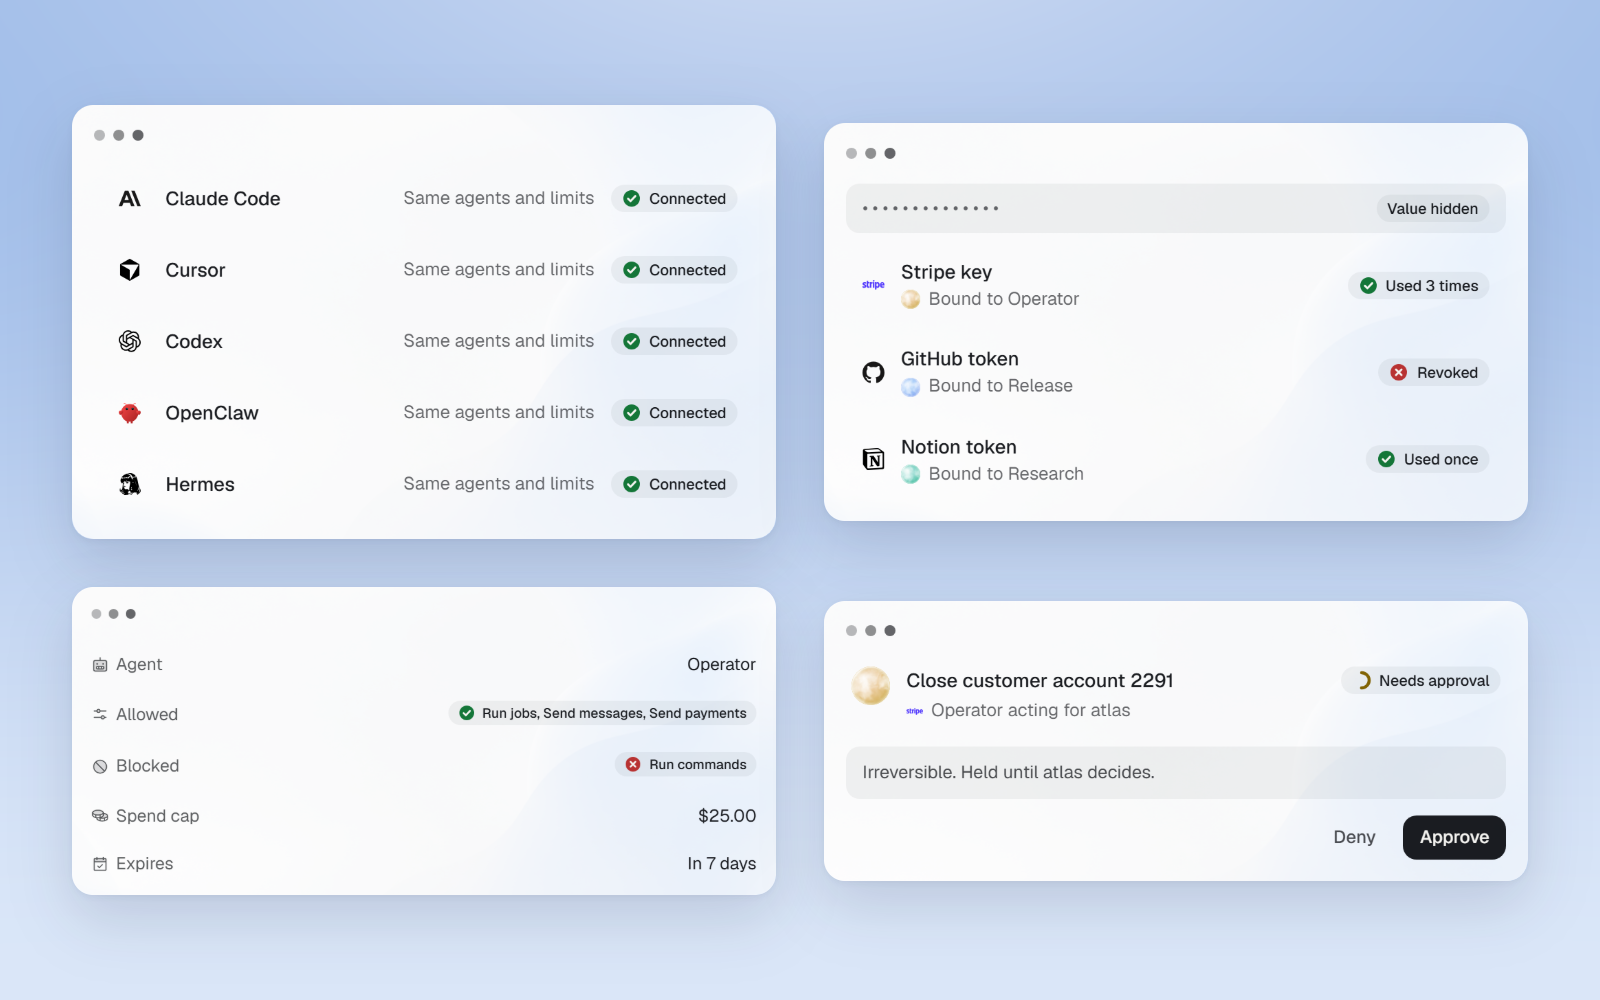 Claude Code Same agents and limits Connected
Cursor Same agents and limits Connected
Codex Same agents and limits Connected
OpenClaw Same agents and limits Connected
Hermes Same agents and limits Connected
•••••••••••••• Value hidden
stripe Stripe key Used 3 times
Bound to Operator
GitHub token Revoked
Bound to Release
Notion token Used once
Bound to Research
Agent Operator
Allowed Run jobs, Send messages, Send payments
Blocked Run commands
Spend cap $25.00
Expires In 7 days
Close customer account 2291 Needs approval
stripe Operator acting for atlas
Irreversible. Held until atlas decides.
Deny Approve